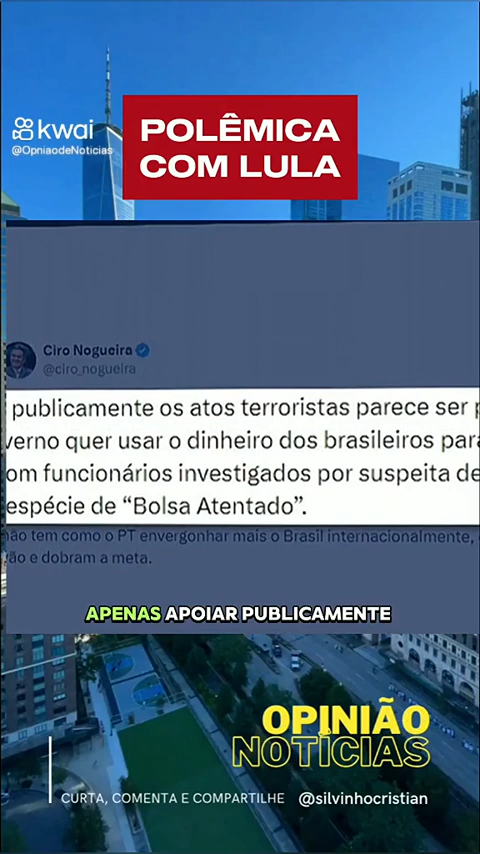 POLÊMICA
COM LULA
kwai
@OpniaodeNoticias
Ciro Nogueira
@ciro_nogueira
publicamente os atos terroristas parece ser
verno quer usar o dinheiro dos brasileiros para
om funcionários investigados por suspeita de
espécie de “Bolsa Atentado”.
não tem como o PT envergonhar mais o Brasil internacionalmente,
ão e dobram a meta.
APENAS APOIAR PUBLICAMENTE
OPINIÃO
NOTÍCIAS
CURTA, COMENTA E COMPARTILHE @silvinhocristian